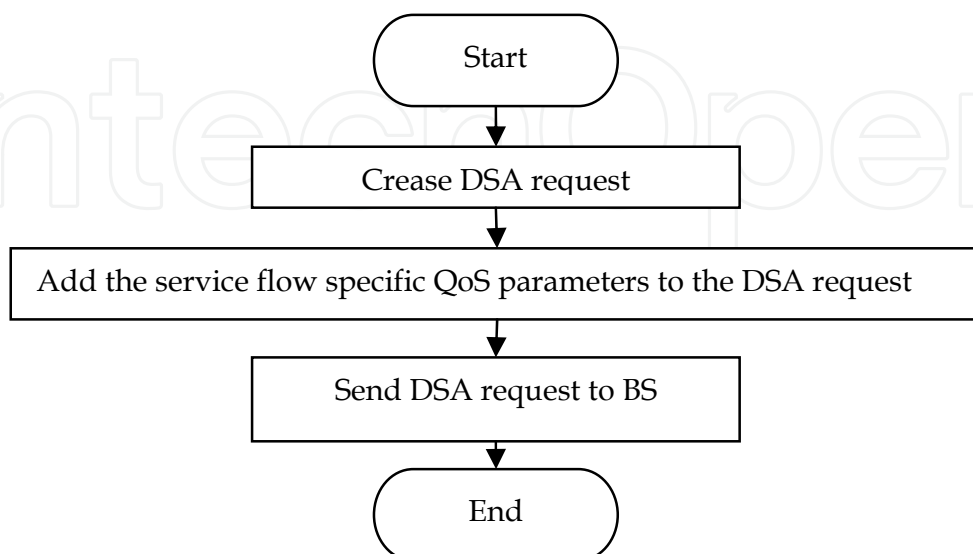 Start
Crease DSA request
Add the service flow specific QoS parameters to the DSA request
Send DSA request to BS
End